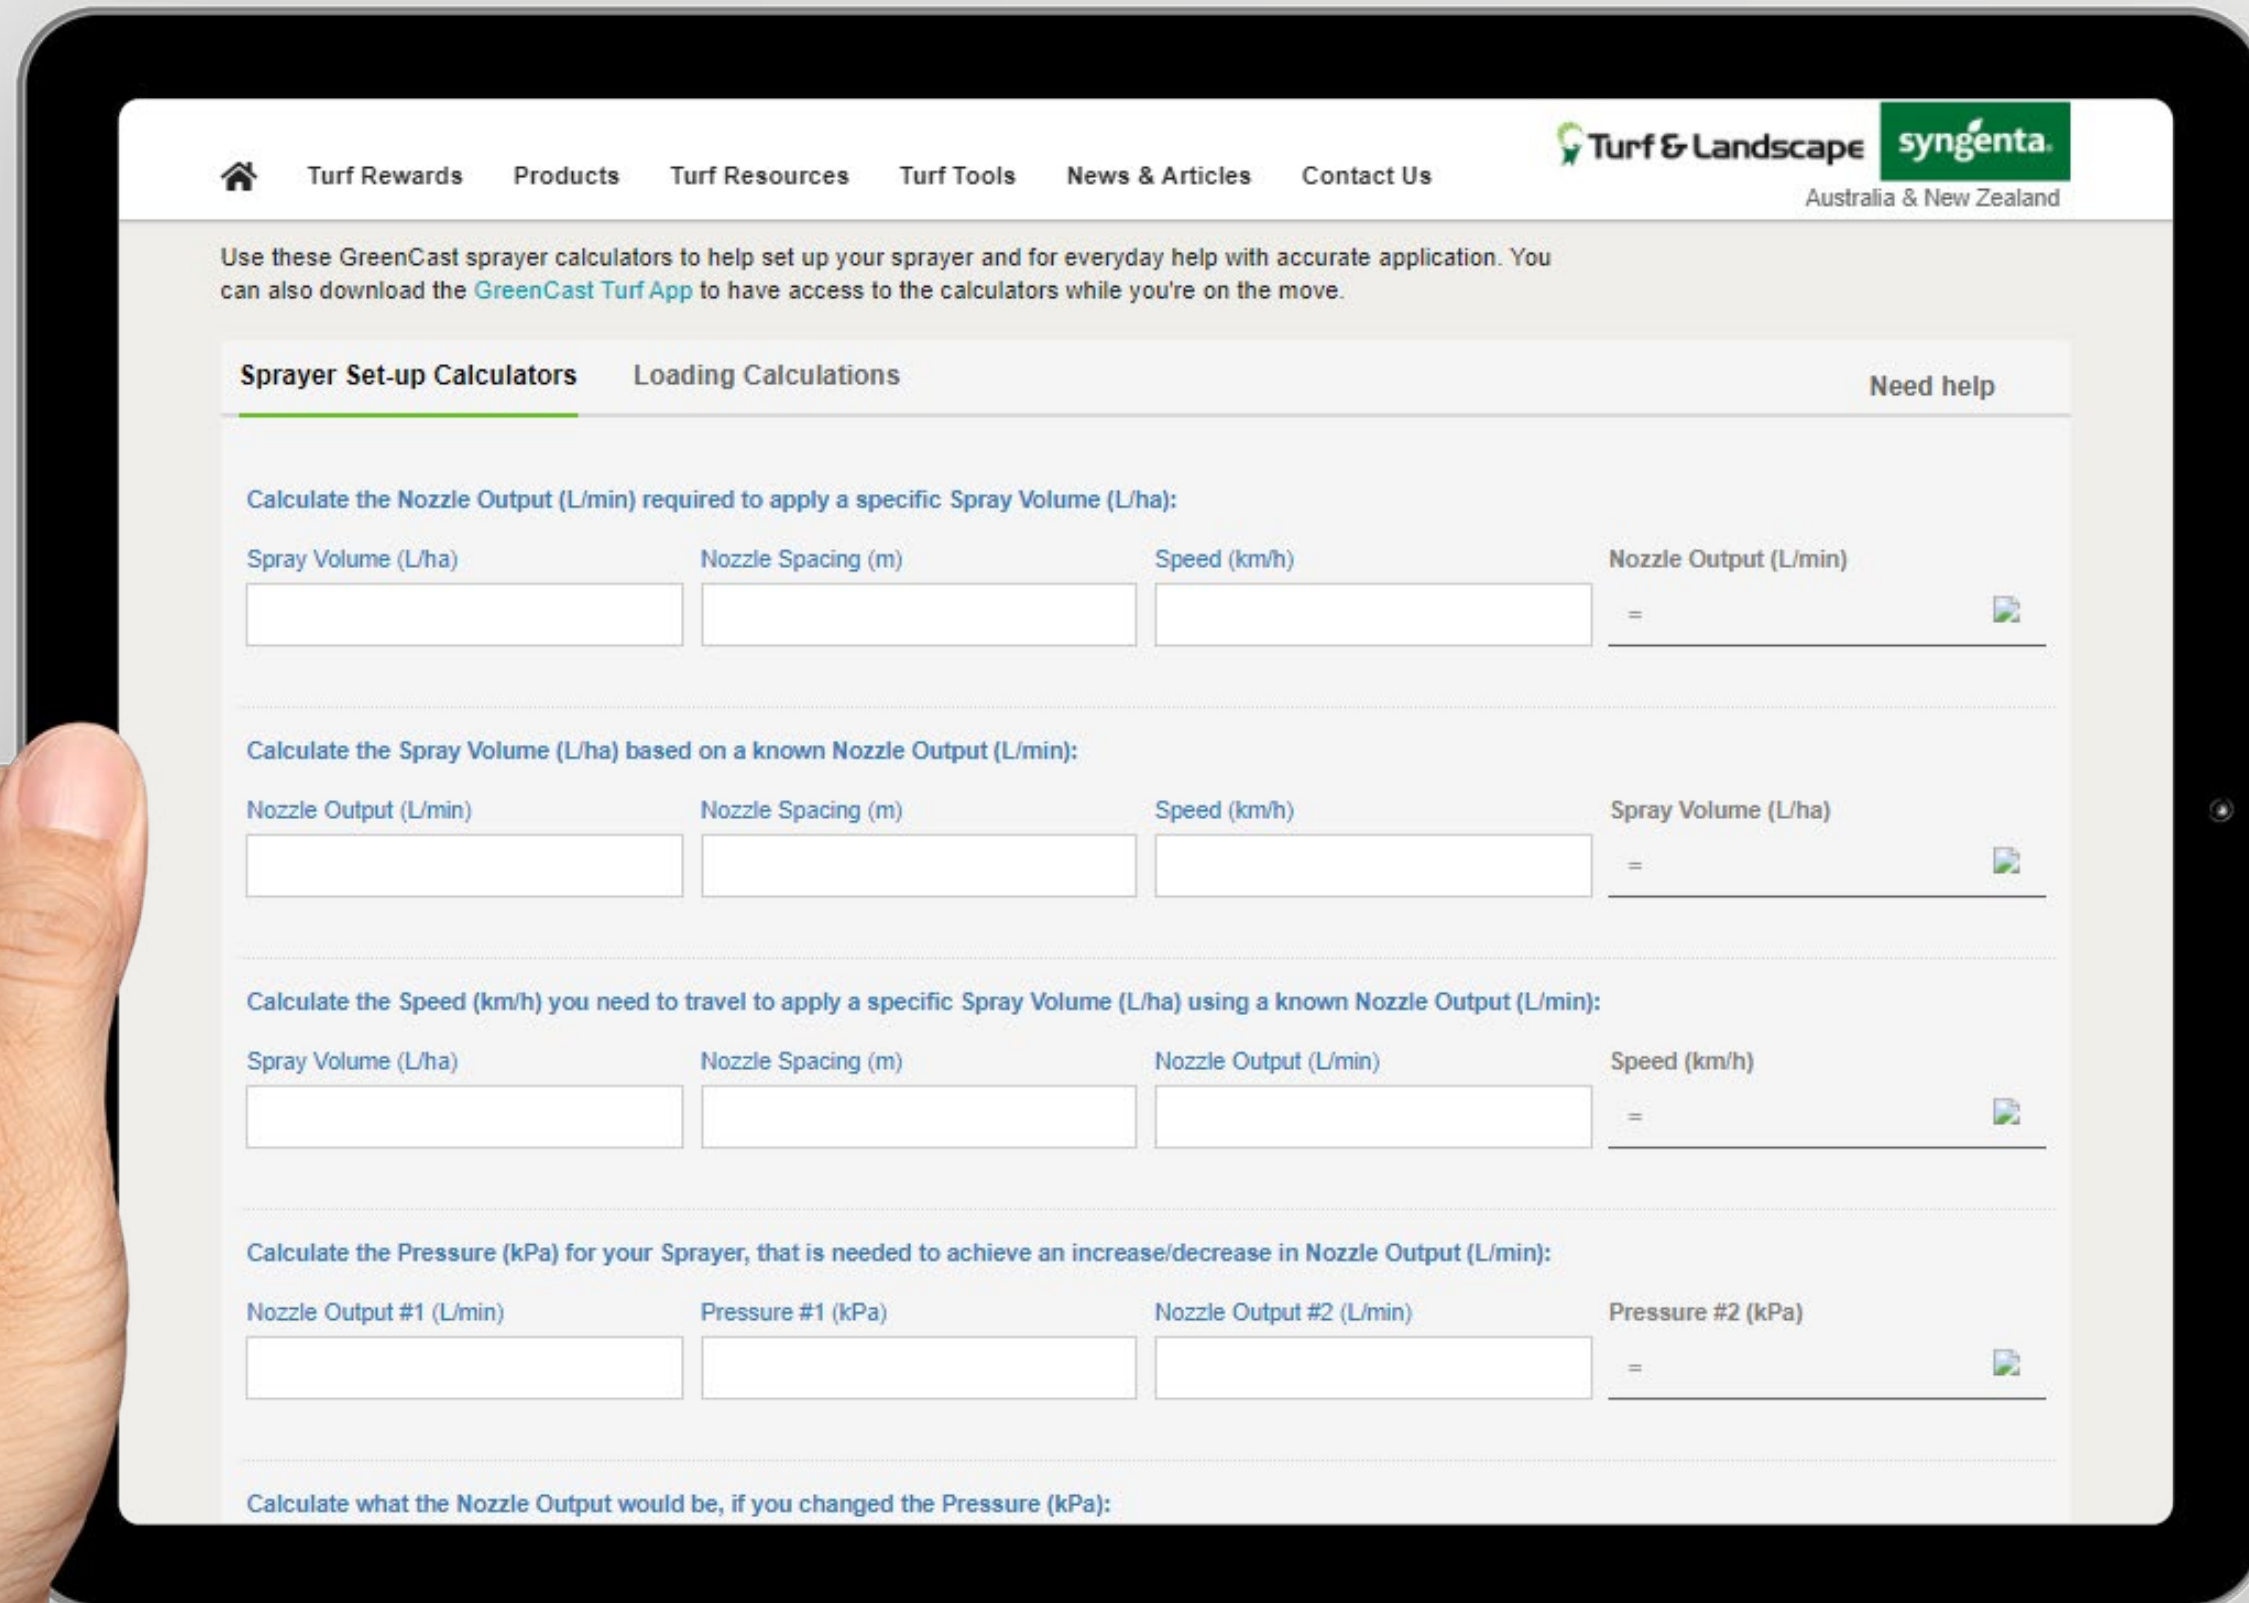 Turf Rewards Products Turf Resources Turf Tools News & Articles Contact Us
Turf & Landscape syngenta.
Australia & New Zealand
Use these GreenCast sprayer calculators to help set up your sprayer and for everyday help with accurate application. You
can also download the GreenCast Turf App to have access to the calculators while you're on the move.
Sprayer Set-up Calculators Loading Calculations Need help
Calculate the Nozzle Output (L/min) required to apply a specific Spray Volume (L/ha):
Spray Volume (L/ha) Nozzle Spacing (m) Speed (km/h) Nozzle Output (L/min)
=
Calculate the Spray Volume (L/ha) based on a known Nozzle Output (L/min):
Nozzle Output (L/min) Nozzle Spacing (m) Speed (km/h) Spray Volume (L/ha)
=
Calculate the Speed (km/h) you need to travel to apply a specific Spray Volume (L/ha) using a known Nozzle Output (L/min):
Spray Volume (L/ha) Nozzle Spacing (m) Nozzle Output (L/min) Speed (km/h)
=
Calculate the Pressure (kPa) for your Sprayer, that is needed to achieve an increase/decrease in Nozzle Output (L/min):
Nozzle Output #1 (L/min) Pressure #1 (kPa) Nozzle Output #2 (L/min) Pressure #2 (kPa)
=
Calculate what the Nozzle Output would be, if you changed the Pressure (kPa):